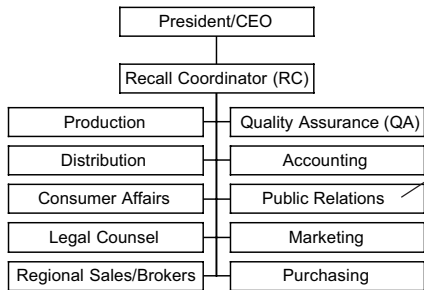 President/CEO
Recall Coordinator (RC)
Production
Quality Assurance (QA)
Distribution
Accounting
Consumer Affairs
Public Relations
Legal Counsel
Marketing
Regional Sales/Brokers
Purchasing